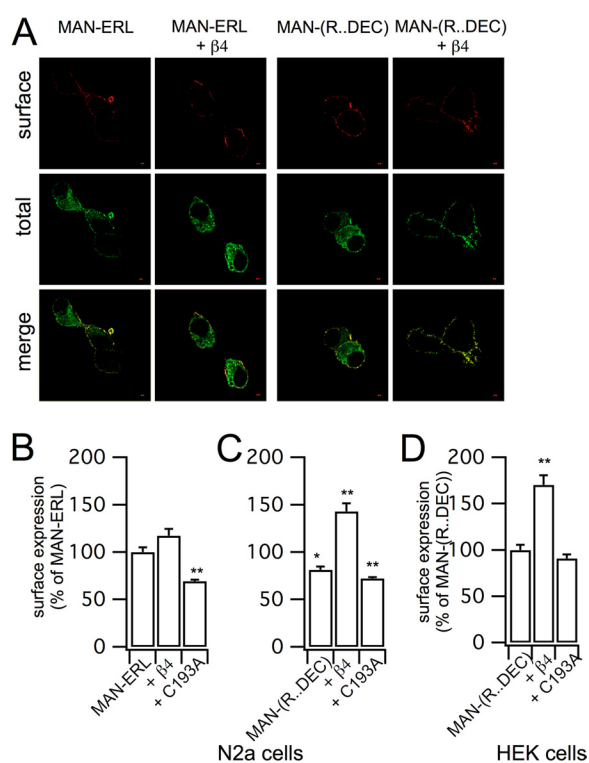 A
MAN-ERL
MAN-ERL
+ β4
MAN-(R..DEC)
MAN-(R..DEC)
+ β4
surface
total
merge
B
surface expression
(% of MAN-ERL)
200
150
100
50
0
**
MAN-ERL
+ β4
+ C193A
C
200
150
100
50
0
*
**
**
MAN-(R..DEC)
+ β4
+ C193A
N2a cells
D
surface expression
(% of MAN-(R..DEC))
200
150
100
50
0
**
MAN-(R..DEC)
+ β4
+ C193A
HEK cells